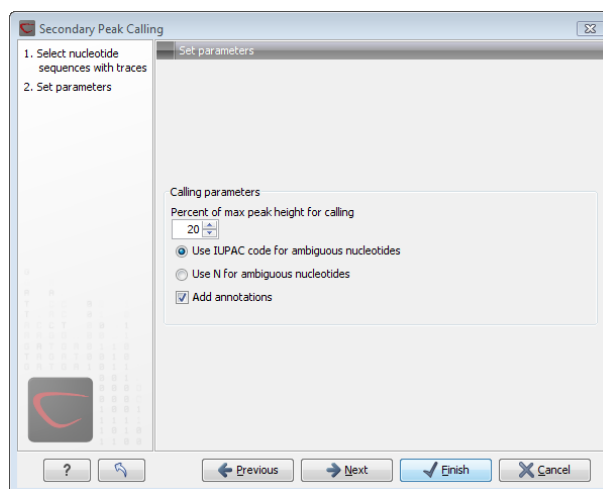 Secondary Peak Calling
1. Select nucleotide
sequences with traces
2. Set parameters
Set parameters
Calling parameters
Percent of max peak height for calling
20
Use IUPAC code for ambiguous nucleotides
Use N for ambiguous nucleotides
Add annotations
?
Previous
Next
Finish
Cancel